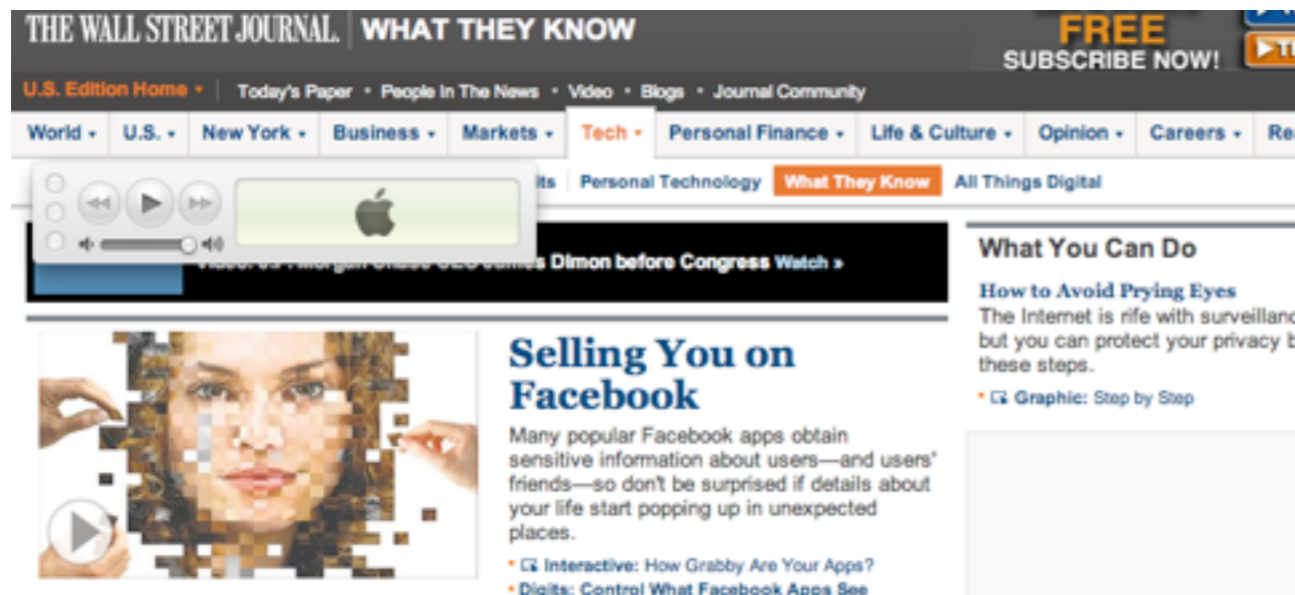 THE WALL STREET JOURNAL. WHAT THEY KNOW
FREE
SUBSCRIBE NOW!
U.S. Edition Home Today's Paper • People In The News • Video • Blogs • Journal Community
World U.S. New York Business Markets Tech Personal Finance Life & Culture Opinion Careers
Personal Technology What They Know All Things Digital
Dimon before Congress Watch »
What You Can Do
How to Avoid Prying Eyes
The Internet is rife with
but you can protect your privacy
these steps.
• Graphic: Step by Step
Selling You on
Facebook
Many popular Facebook apps obtain
sensitive information about users—and users'
friends—so don't be surprised if details about
your life start popping up in unexpected
places.
• Interactive: How Grabby Are Your Apps?
• Digits: Control What Facebook Apps See